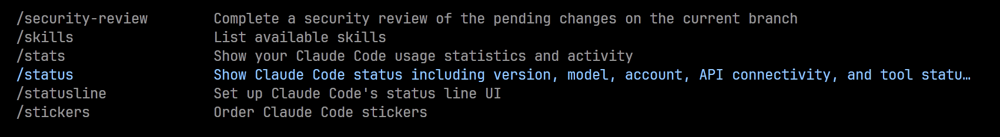 /security-review Complete a security review of the pending changes on the current branch
/skills List available skills
/stats Show your Claude Code usage statistics and activity
/status Show Claude Code status including version, model, account, API connectivity, and tool statu…
/statusline Set up Claude Code's status line UI
/stickers Order Claude Code stickers